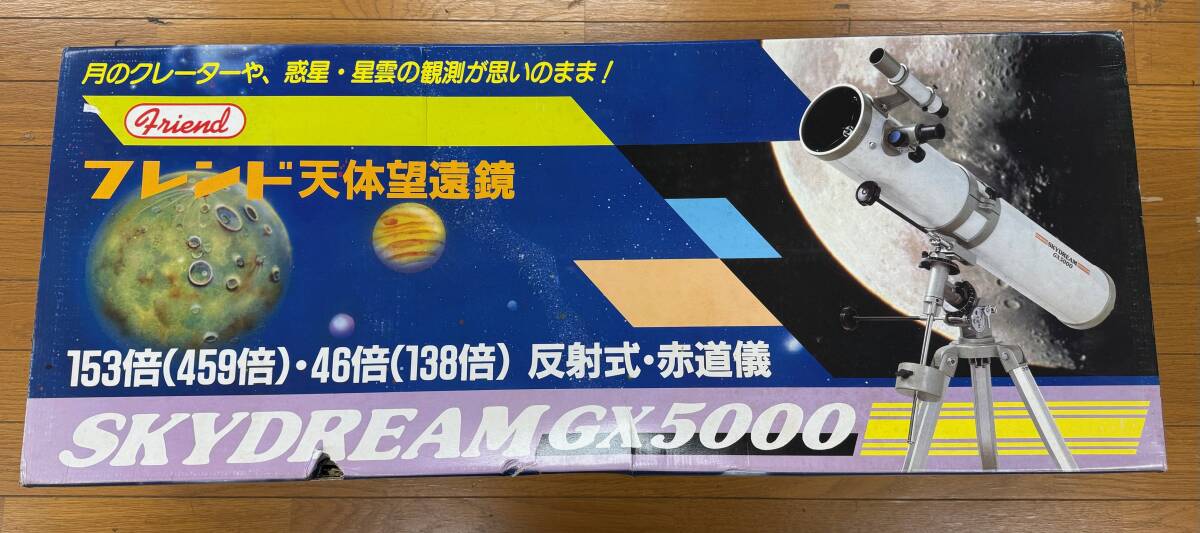 月のクレーターや、惑星・星雲の観測が思いのまま!
Friend
フレンド天体望遠鏡
SKYDREAM
GX5000
153倍(459倍)・46倍(138倍) 反射式・赤道儀
SKYDREAM GX5000